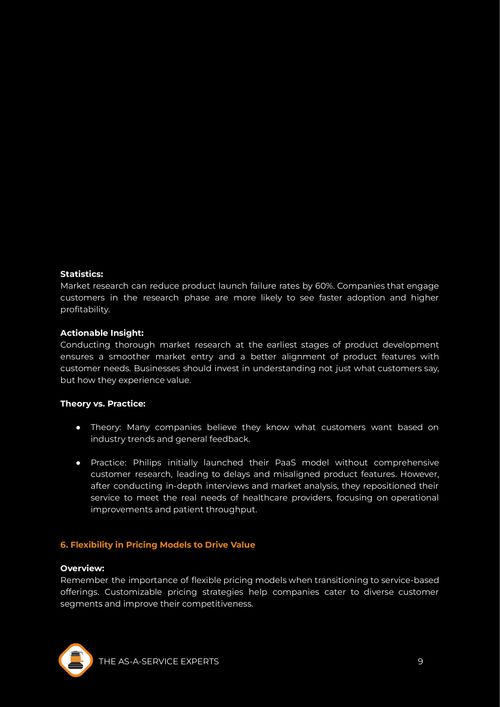 Statistics:
Market research can reduce product launch failure rates by 60%. Companies that engage
customers in the research phase are more likely to see faster adoption and higher
profitability.
Actionable Insight:
Conducting thorough market research at the earliest stages of product development
ensures a smoother market entry and a better alignment of product features with
customer needs. Businesses should invest in understanding not just what customers say,
but how they experience value.
Theory vs. Practice:
● Theory: Many companies believe they know what customers want based on
industry trends and general feedback.
● Practice: Philips initially launched their PaaS model without comprehensive
customer research, leading to delays and misaligned product features. However,
after conducting in-depth interviews and market analysis, they repositioned their
service to meet the real needs of healthcare providers, focusing on operational
improvements and patient throughput.
6. Flexibility in Pricing Models to Drive Value
Overview:
Remember the importance of flexible pricing models when transitioning to service-based
offerings. Customizable pricing strategies help companies cater to diverse customer
segments and improve their competitiveness.
THE AS-A-SERVICE EXPERTS 9